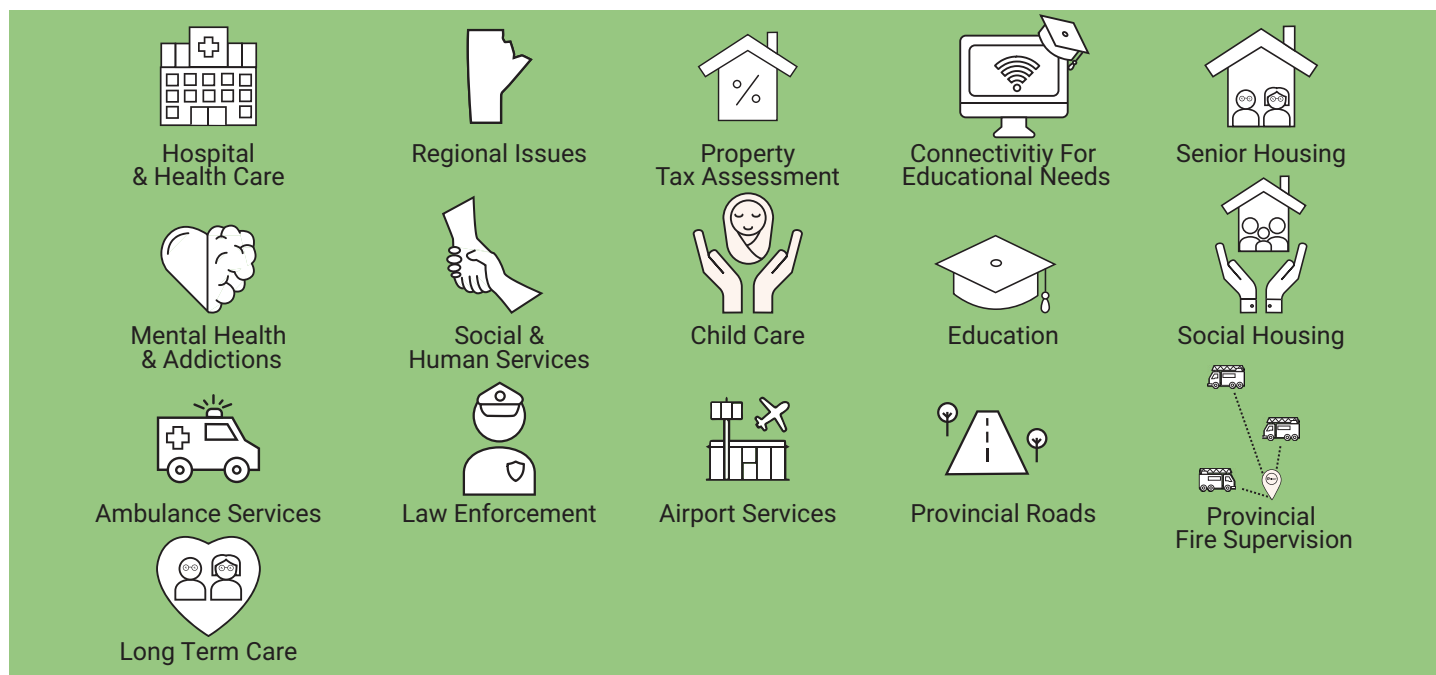 Hospital
& Health Care
Regional Issues
Property
Tax Assessment
Connectivitiy For
Educational Needs
Senior Housing
Mental Health
& Addictions
Social &
Human Services
Child Care
Education
Social Housing
Ambulance Services
Law Enforcement
Airport Services
Provincial Roads
Provincial
Fire Supervision
Long Term Care